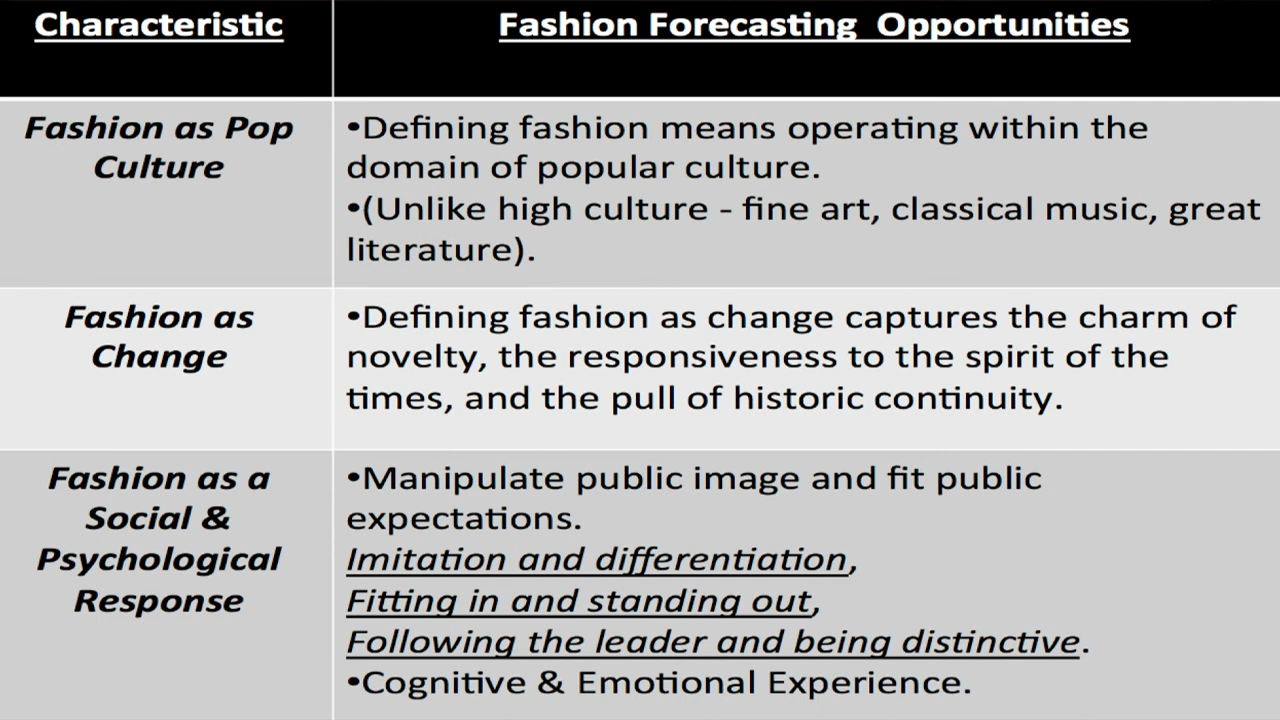 Characteristic
Fashion Forecasting Opportunities
Fashion as Pop
Culture
•Defining fashion means operating within the
domain of popular culture.
•(Unlike high culture - fine art, classical music, great
literature).
Fashion as
Change
•Defining fashion as change captures the charm of
novelty, the responsiveness to the spirit of the
times, and the pull of historic continuity.
Fashion as a
Social &
Psychological
Response
•Manipulate public image and fit public
expectations.
Imitation and differentiation,
Fitting in and standing out,
Following the leader and being distinctive.
•Cognitive & Emotional Experience.